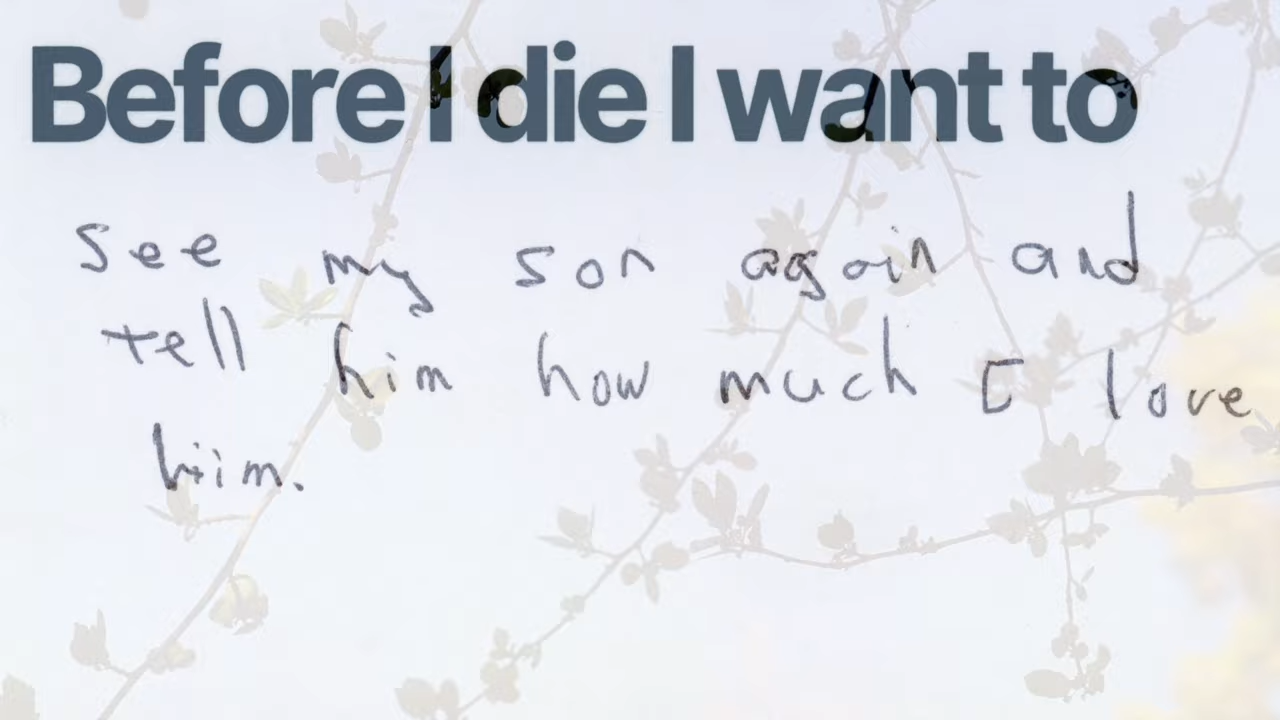 Before I die I want to
see my son again and
tell him how much I love
him.